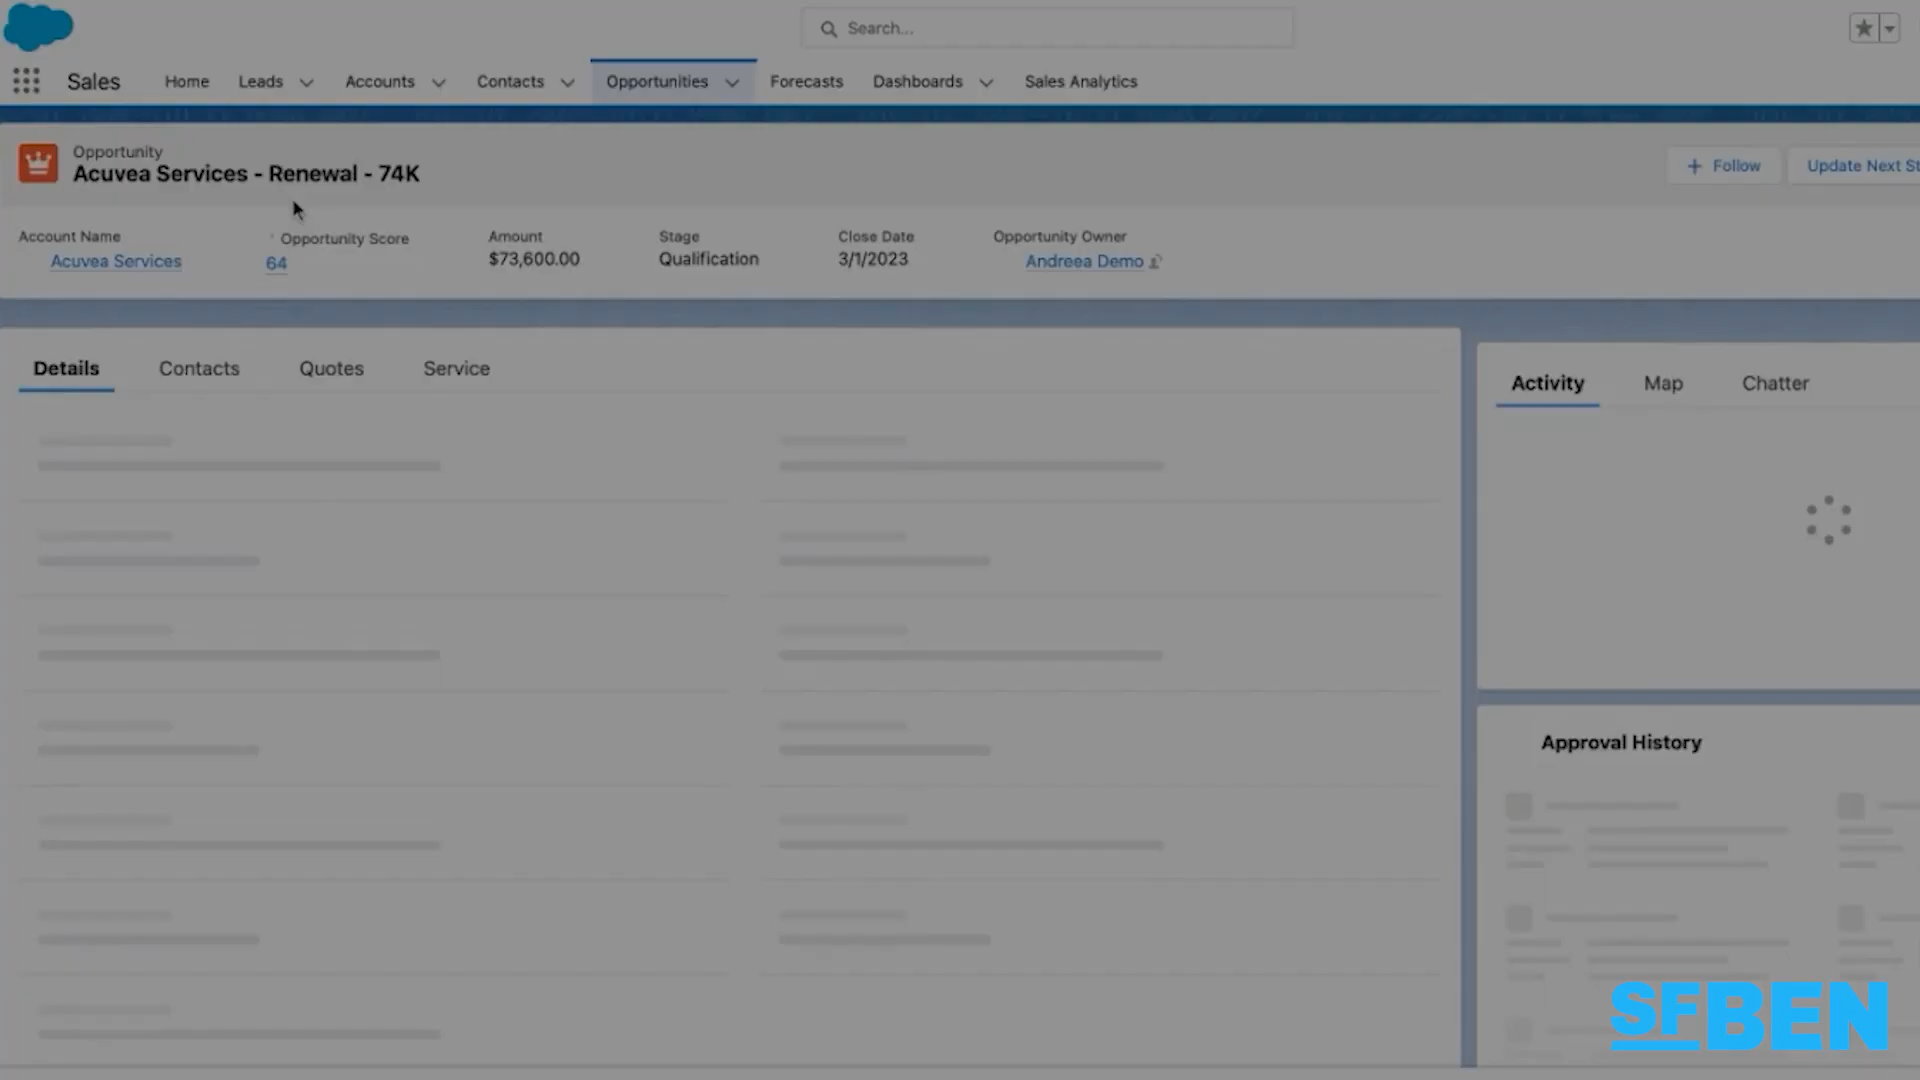 Search...
Sales Home Leads Accounts Contacts Opportunities Forecasts Dashboards Sales Analytics
Opportunity
Acuvea Services - Renewal - 74K
Follow Update Next St
Account Name Opportunity Score Amount Stage Close Date Opportunity Owner
Acuvea Services 64 $73,600.00 Qualification 3/1/2023 Andreea Demo
Details Contacts Quotes Service
Activity Map Chatter
Approval History
SFBEN